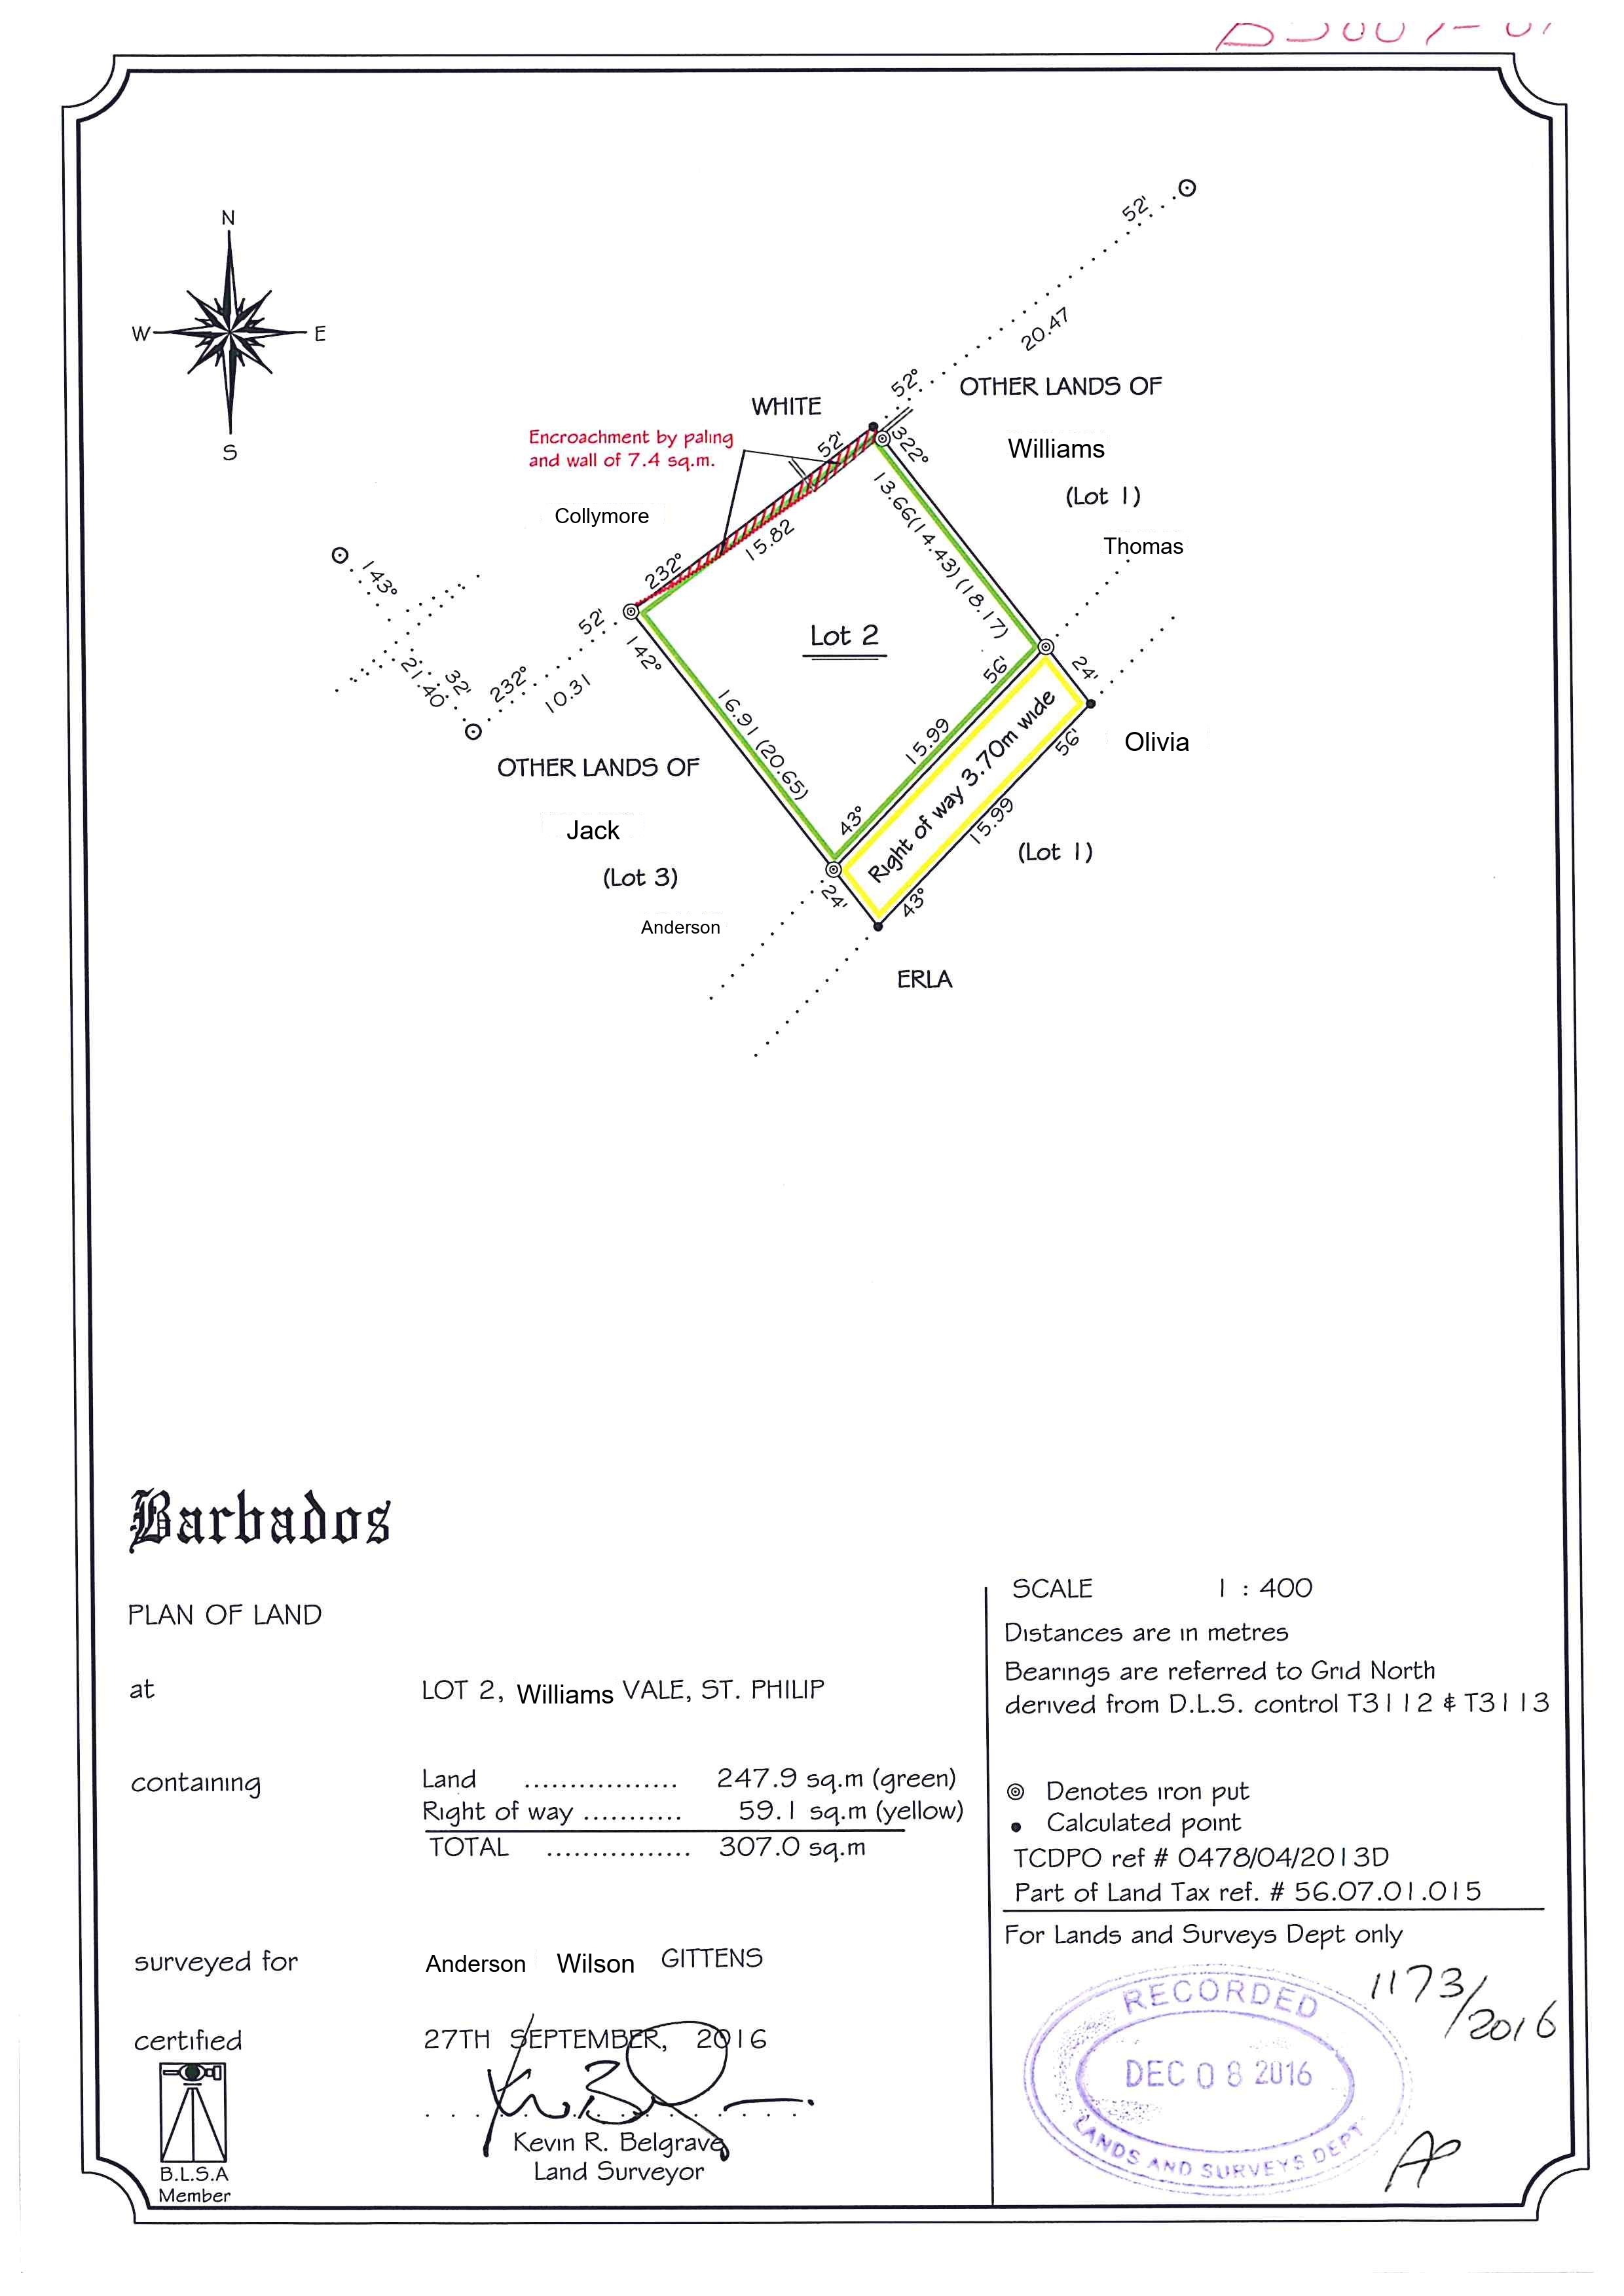 N
W E
S
52'
20.47
52°
OTHER LANDS OF
WHITE
Encroachment by paling
and wall of 7.4 sq.m.
52'
322°
Williams
(Lot 1)
Collymore
13.66(14.43) (18.17)
15.82
Thomas
232°
143°
52'
142°
Lot 2
21.40
32'
232°
10.31
56'
24'
Right of way 3.70m wide
16.91 (20.65)
15.99
56'
Olivia
OTHER LANDS OF
Jack
43°
15.99
(Lot 1)
(Lot 3)
24'
43°
Anderson
ERLA
Barbados
PLAN OF LAND
at LOT 2, Williams VALE, ST. PHILIP
containing Land ................. 247.9 sq.m (green)
Right of way ........... 59.1 sq.m (yellow)
TOTAL ................ 307.0 sq.m
surveyed for Anderson Wilson GITTENS
certified 27TH SEPTEMBER, 2016
Kevin R. Belgrave
Land Surveyor
B.L.S.A
Member
SCALE 1 : 400
Distances are in metres
Bearings are referred to Grid North
derived from D.L.S. control T3112 & T3113
Denotes iron put
Calculated point
TCDPO ref # 0478/04/2013D
Part of Land Tax ref. # 56.07.01.015
For Lands and Surveys Dept only
1173/2016
RECORDED
DEC 08 2016
LANDS AND SURVEYS DEPT
AP